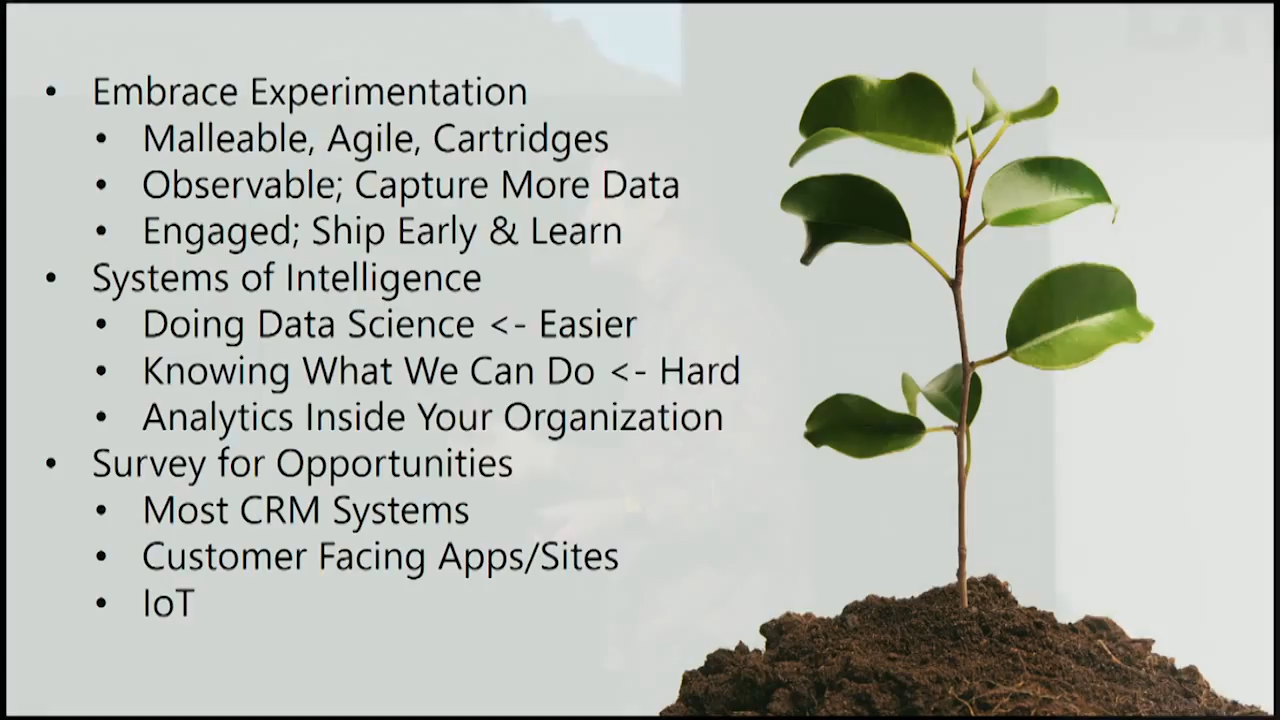 • Embrace Experimentation
• Malleable, Agile, Cartridges
• Observable; Capture More Data
• Engaged; Ship Early & Learn
• Systems of Intelligence
• Doing Data Science <- Easier
• Knowing What We Can Do <- Hard
• Analytics Inside Your Organization
• Survey for Opportunities
• Most CRM Systems
• Customer Facing Apps/Sites
• IoT